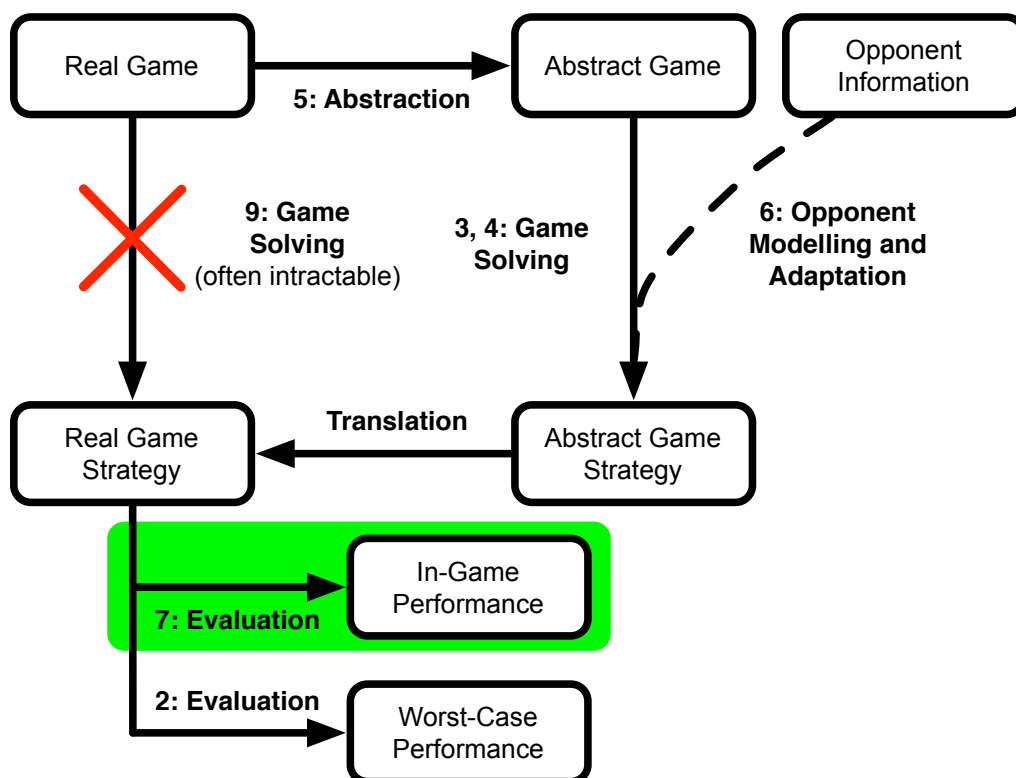 Real Game
5: Abstraction
Abstract Game
Opponent
Information
9: Game
Solving
(often intractable)
3, 4: Game
Solving
6: Opponent
Modelling and
Adaptation
Real Game
Strategy
Translation
Abstract Game
Strategy
In-Game
Performance
7: Evaluation
2: Evaluation
Worst-Case
Performance